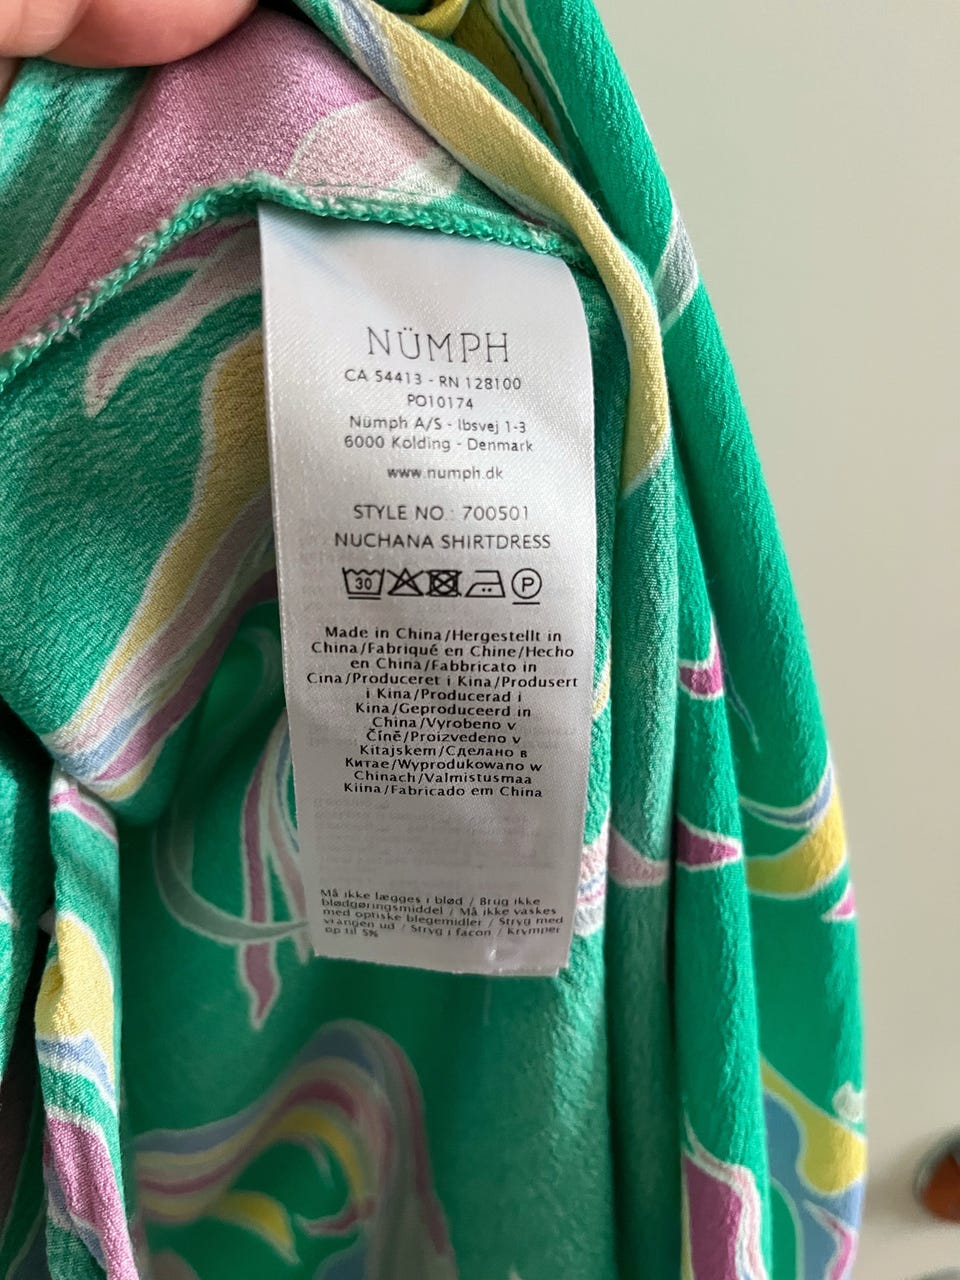 NÜMPH
CA 54413 - RN 128100
PO10174
Nümph A/S - Ibsvej 1-3
6000 Kolding - Denmark
www.numph.dk
STYLE NO.: 700501
NUCHANA SHIRTDRESS
30 P
Made in China/Hergestellt in
China/Fabriqué en Chine/Hecho
en China/Fabbricato in
Cina/Produceret i Kina/Produsert
i Kina/Producerad i
Kina/Geproduceerd in
China/Vyrobeno v
Číně/Proizvedeno v
Kitajskem/Сделано в
Китае/Wyprodukowano w
Chinach/Valmistusmaa
Kiina/Fabricado em China
Må ikke lægges i blød / Brug ikke
blødgøringsmiddel / Må ikke vaskes
med optiske blegemidler / Stryg med
vrangen ud / Stryg i facon / Krymper
op til 5%